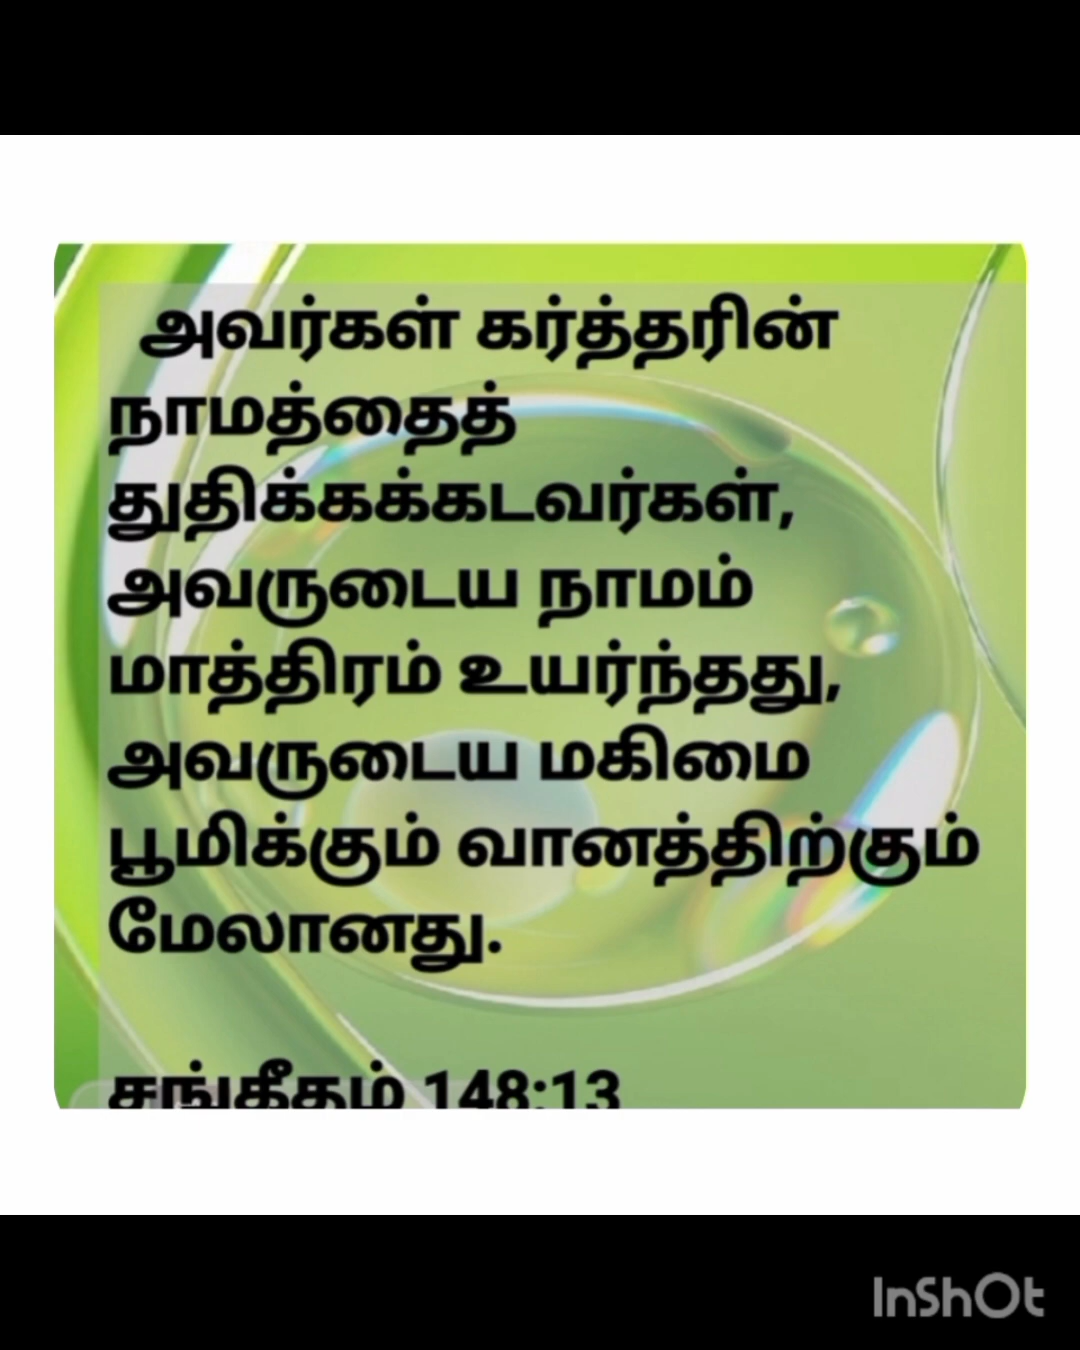 அவர்கள் கர்த்தரின்
நாமத்தைத்
துதிக்கக்கடவர்கள்,
அவருடைய நாமம்
மாத்திரம் உயர்ந்தது,
அவருடைய மகிமை
பூமிக்கும் வானத்திற்கும்
மேலானது.
சங்கீதம் 148:13
InShOt